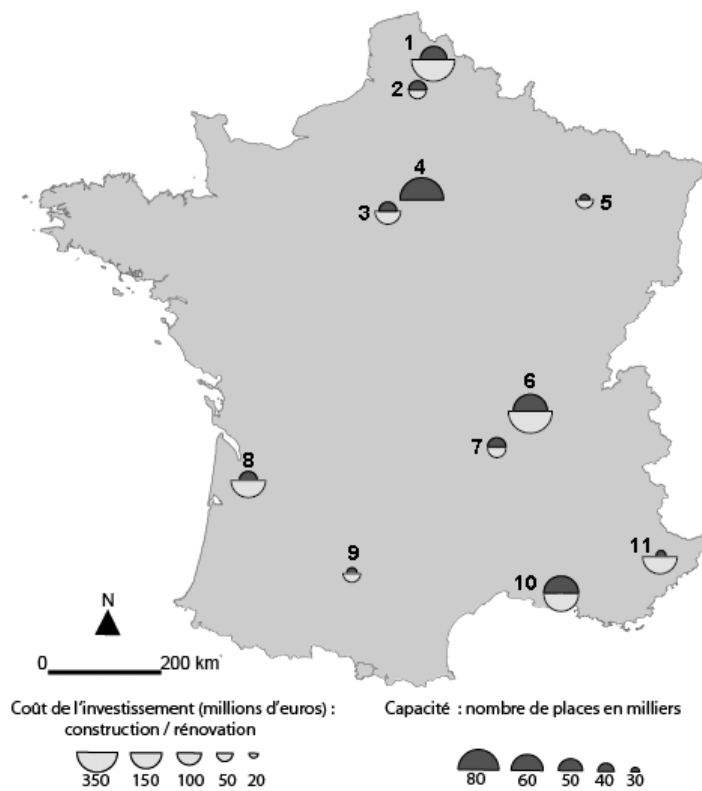 1
2
4
3
5
6
7
8
9
11
10
N
0 200 km
Coût de l'investissement (millions d'euros) :
construction / rénovation
350 150 100 50 20
Capacité : nombre de places en milliers
80 60 50 40 30